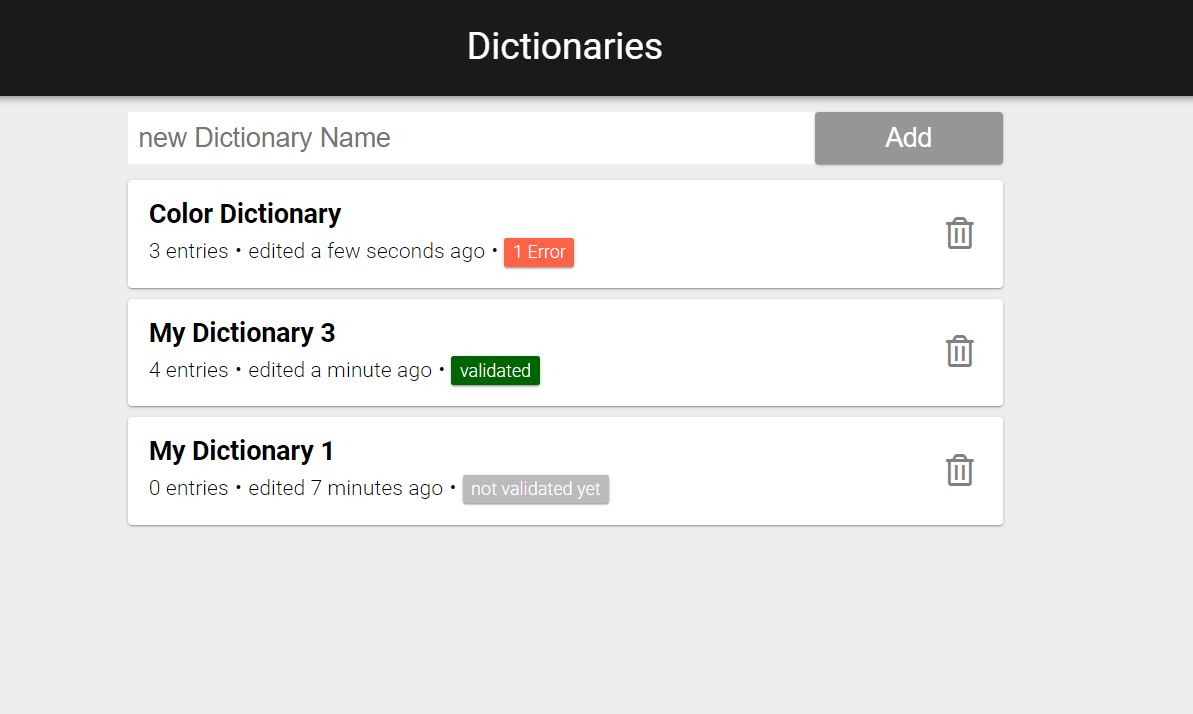 Dictionaries
new Dictionary Name Add
Color Dictionary
3 entries • edited a few seconds ago • 1 Error
My Dictionary 3
4 entries • edited a minute ago • validated
My Dictionary 1
0 entries • edited 7 minutes ago • not validated yet